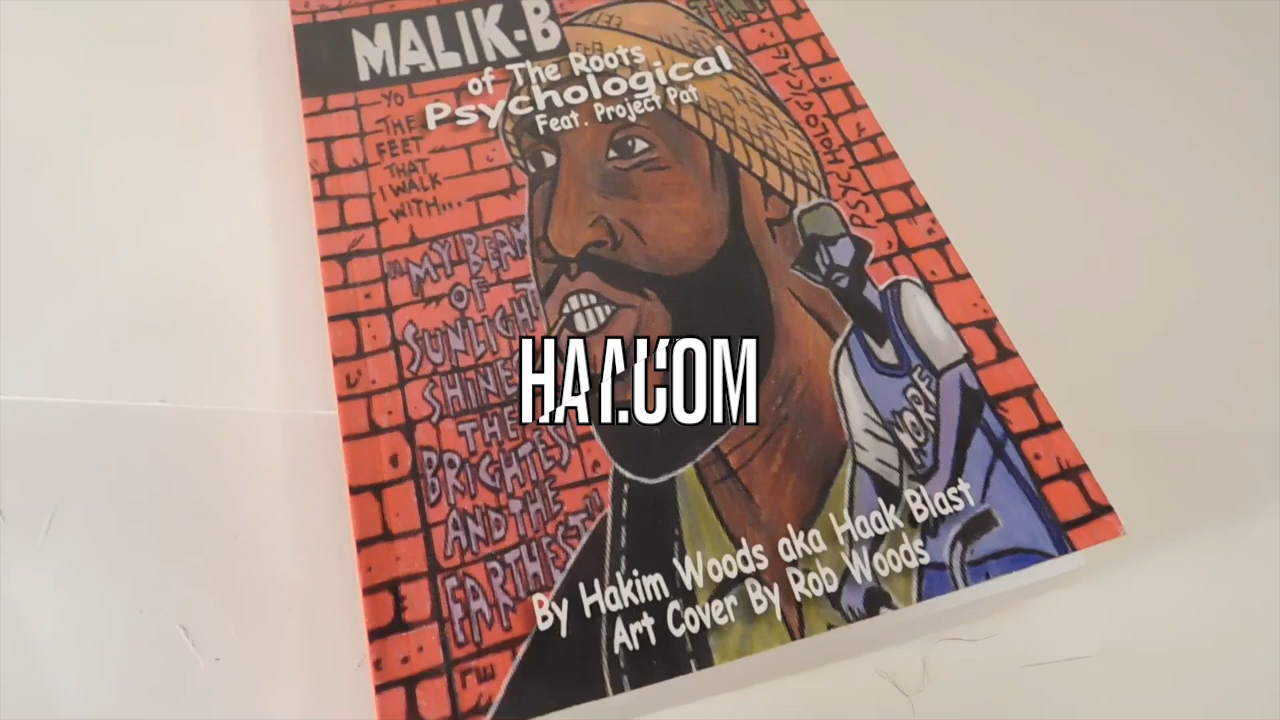 MALIK-B
of The Roots
Psychological
Feat. Project Pat
YO
THE
FEET
THAT
I WALK
WITH...
"MY BEAM
OF
SUNLIGHT
SHINES
THE
BRIGHTEST
AND THE
FARTHEST"
PSYCHOLOGICAL
By Hakim Woods aka Haak Blast
Art Cover By Rob Woods